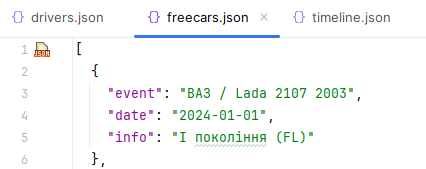 drivers.json freecars.json timeline.json
1 JSON [
2 {
3 "event": "ВАЗ / Lada 2107 2003",
4 "date": "2024-01-01",
5 "info": "I покоління (FL)"
6 },